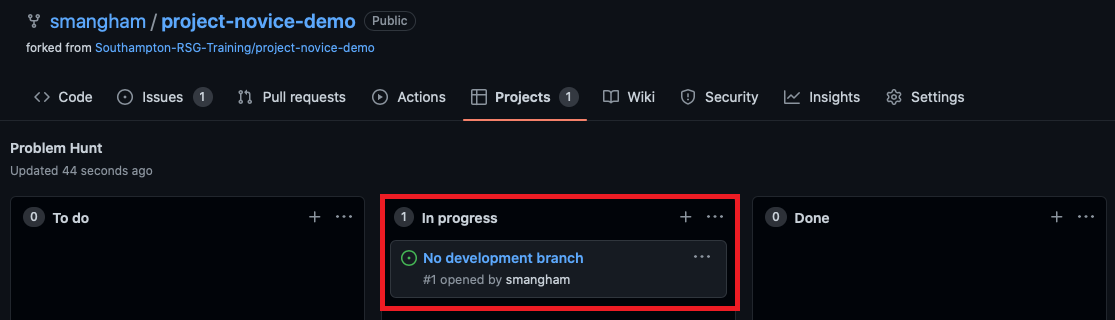 smangham / project-novice-demo Public
forked from Southampton-RSG-Training/project-novice-demo
Code Issues 1 Pull requests Actions Projects 1 Wiki Security Insights Settings
Problem Hunt
Updated 44 seconds ago
0 To do
1 In progress
No development branch
#1 opened by smangham
0 Done